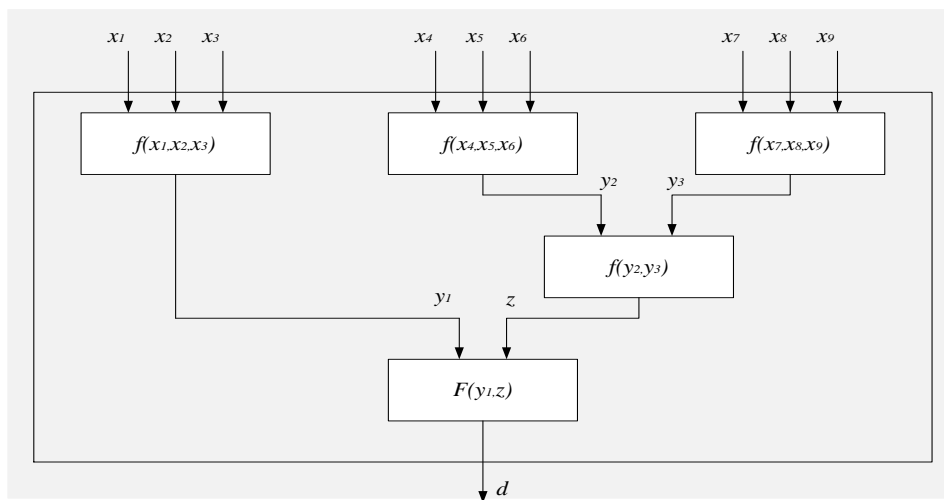 x1 x2 x3 x4 x5 x6 x7 x8 x9
f(x1,x2,x3) f(x4,x5,x6) f(x7,x8,x9)
y2 y3
f(y2,y3)
y1 z
F(y1,z)
d